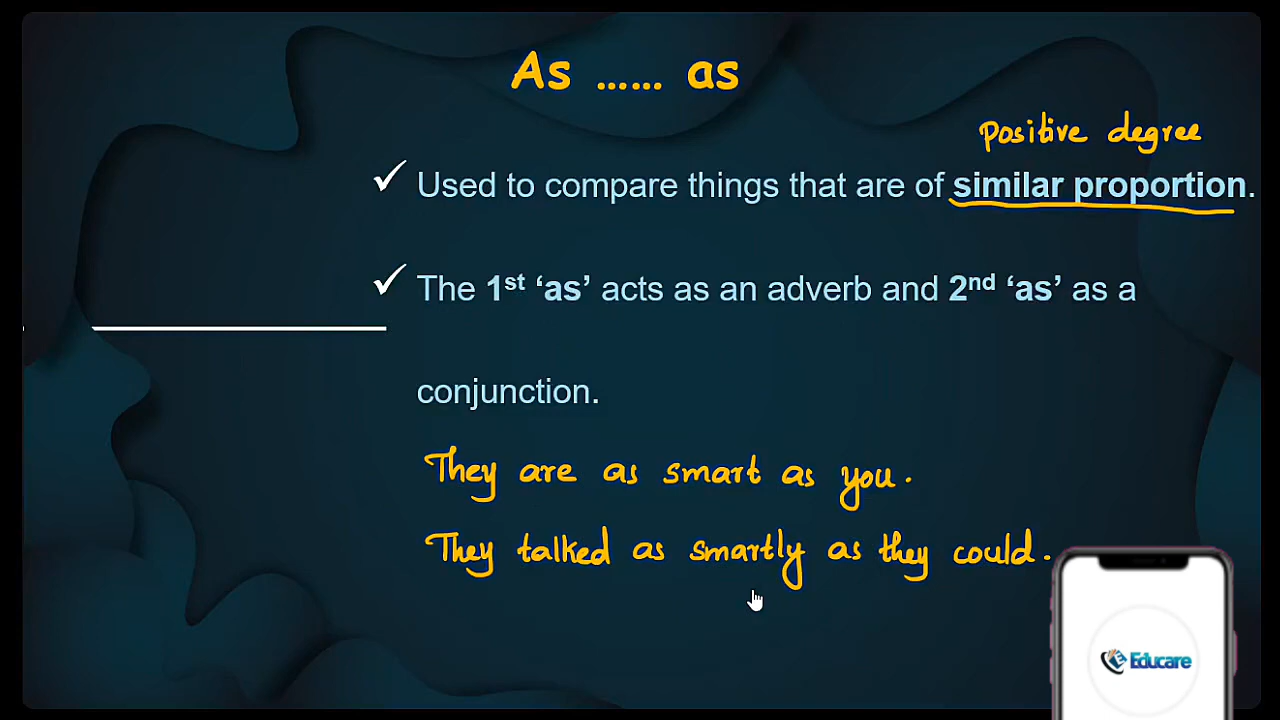 As ...... as
positive degree
✓ Used to compare things that are of similar proportion.
✓ The 1st ‘as’ acts as an adverb and 2nd ‘as’ as a
conjunction.
They are as smart as you.
They talked as smartly as they could.
Educare